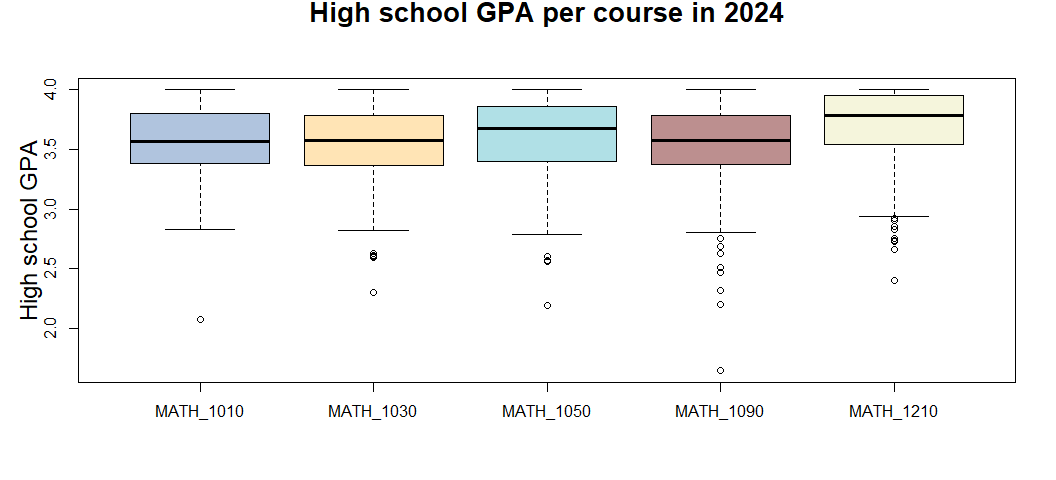 High school GPA per course in 2024
High school GPA
4.0
3.5
3.0
2.5
2.0
MATH_1010 MATH_1030 MATH_1050 MATH_1090 MATH_1210